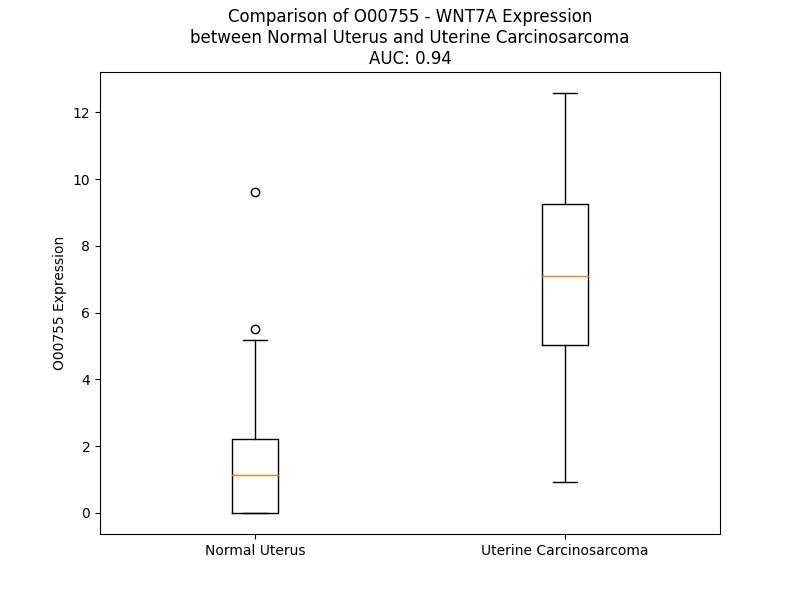 Comparison of O00755 - WNT7A Expression
between Normal Uterus and Uterine Carcinosarcoma
AUC: 0.94
12
10
8
6
4
2
0
O00755 Expression
Normal Uterus
Uterine Carcinosarcoma